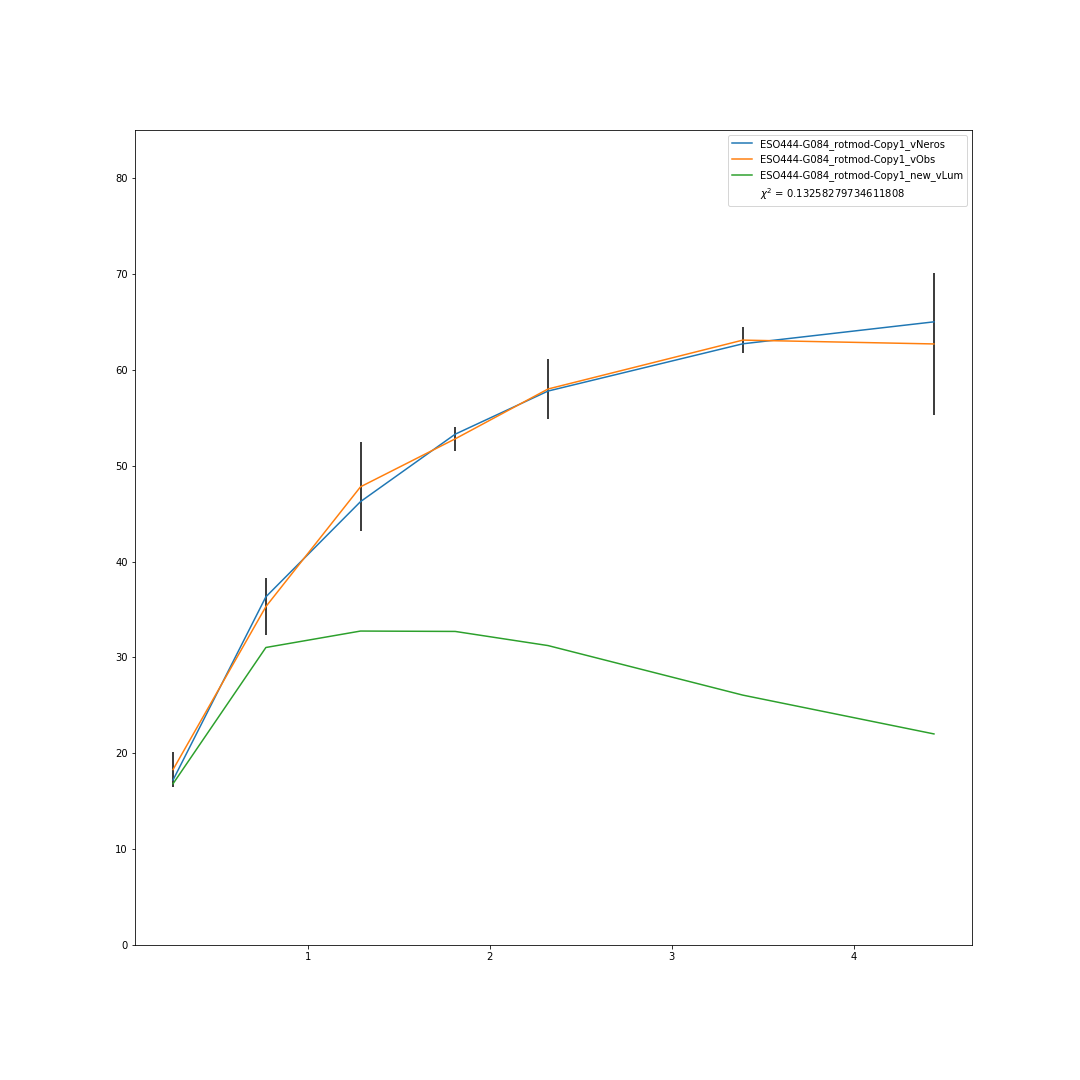 ESO444-G084_rotmod-Copy1_vNeros
ESO444-G084_rotmod-Copy1_vObs
ESO444-G084_rotmod-Copy1_new_vLum
χ² = 0.13258279734611808
80
70
60
50
40
30
20
10
0
1 2 3 4